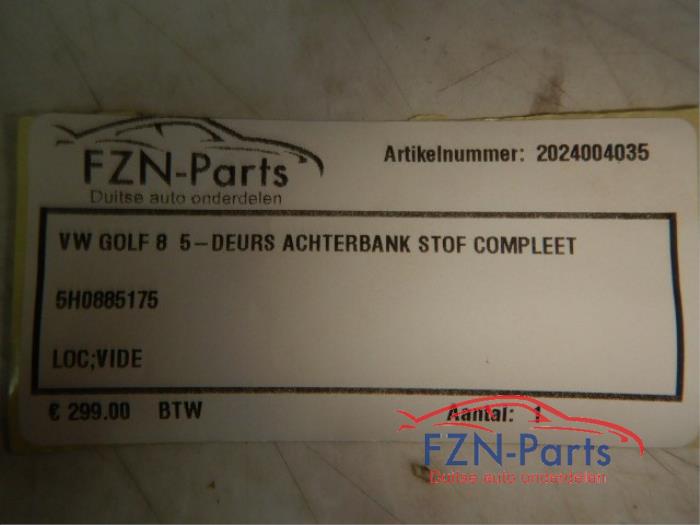 FZN-Parts
Duitse auto onderdelen
Artikelnummer: 2024004035
VW GOLF 8 5-DEURS ACHTERBANK STOF COMPLEET
5H0885175
LOC;VIDE
€ 299.00 BTW
Aantal: 1
FZN-Parts
Duitse auto onderdelen